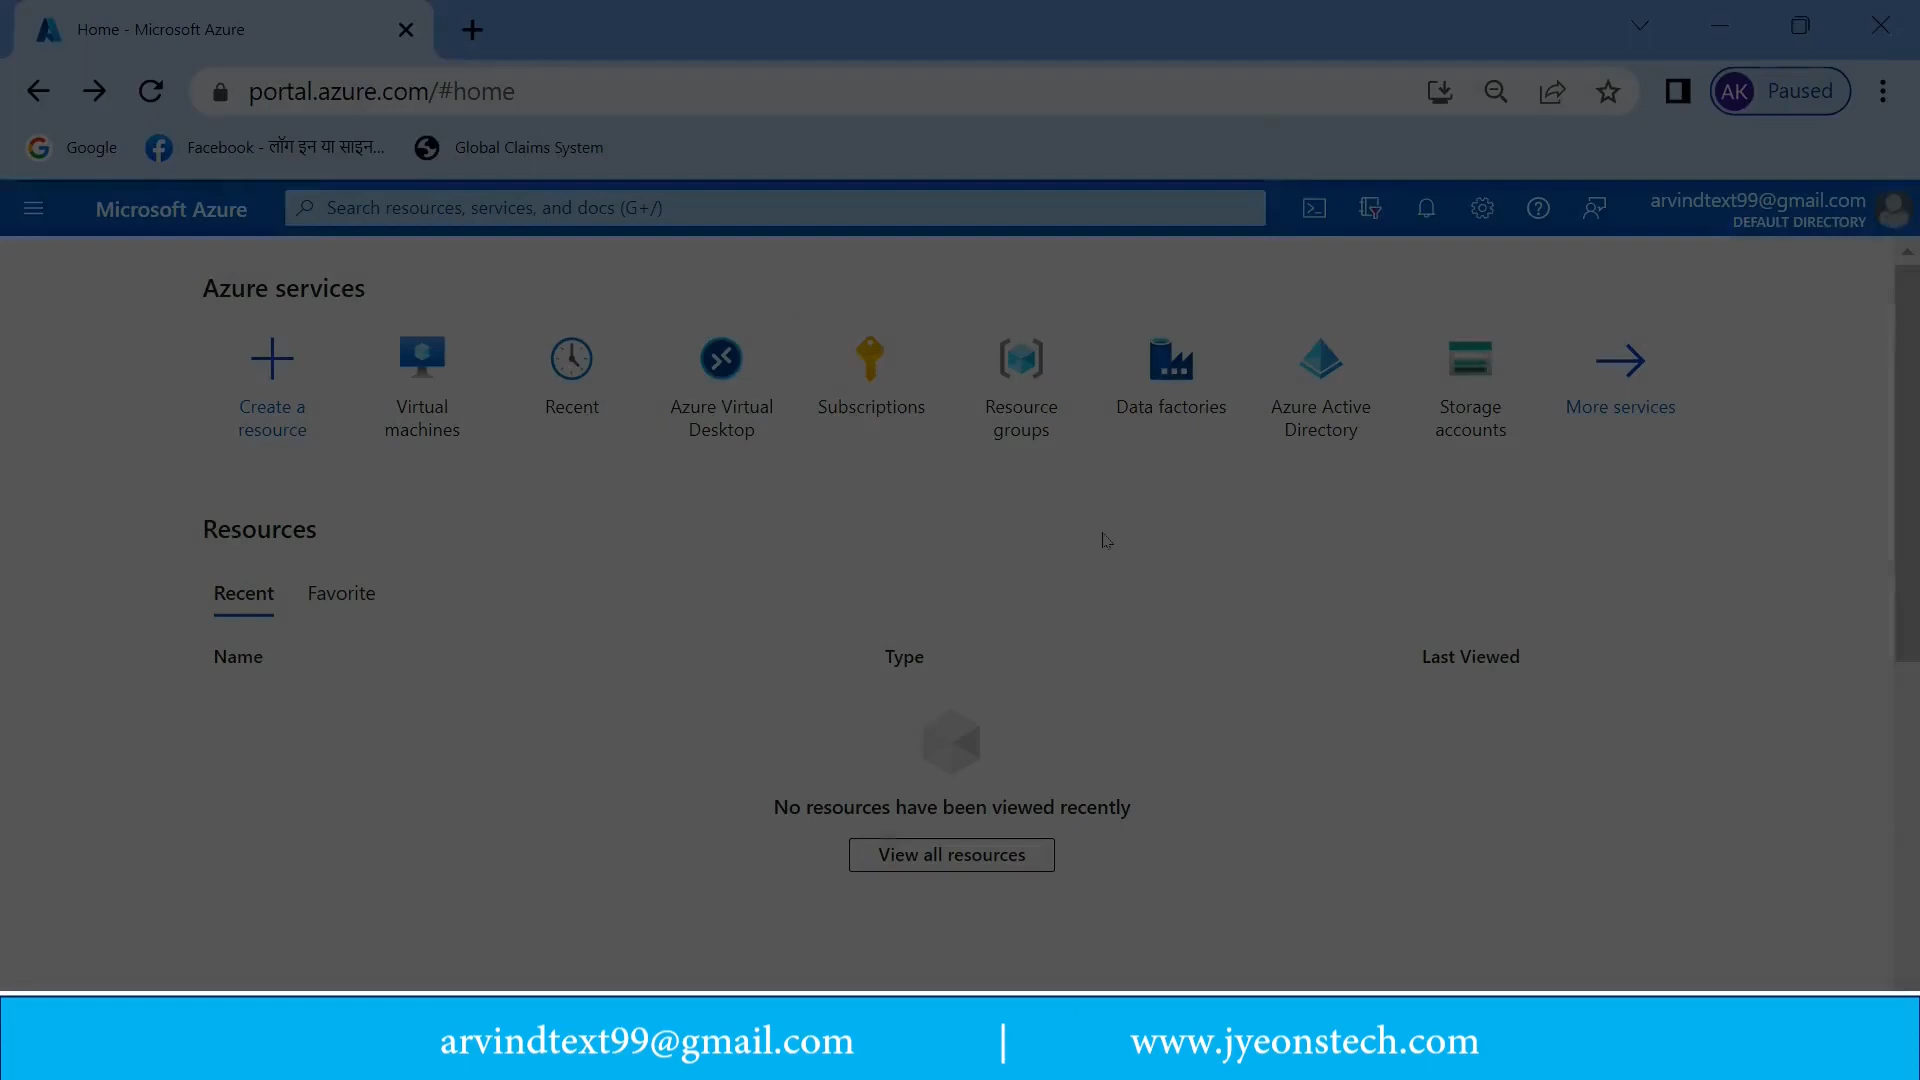 Home - Microsoft Azure
portal.azure.com/#home
AK Paused
Google Facebook - लॉग इन या साइन... Global Claims System
Microsoft Azure
Search resources, services, and docs (G+/)
arvindtext99@gmail.com
DEFAULT DIRECTORY
Azure services
Create a resource
Virtual machines
Recent
Azure Virtual Desktop
Subscriptions
Resource groups
Data factories
Azure Active Directory
Storage accounts
More services
Resources
Recent Favorite
Name Type Last Viewed
No resources have been viewed recently
View all resources
arvindtext99@gmail.com | www.jyeonstech.com